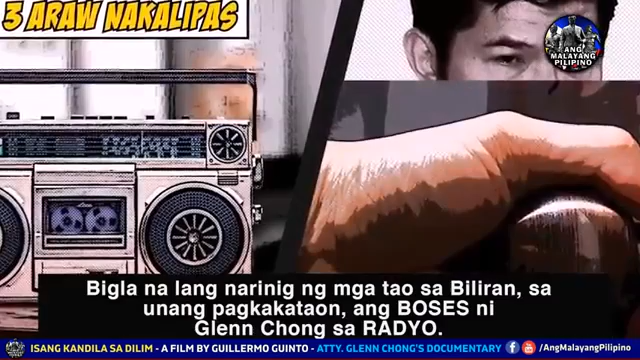 3 ARAW NAKALIPAS
ANG
MALAYANG
PILIPINO
Bigla na lang narinig ng mga tao sa Biliran, sa
unang pagkakataon, ang BOSES ni
Glenn Chong sa RADYO.
ISANG KANDILA SA DILIM - A FILM BY GUILLERMO GUINTO - ATTY. GLENN CHONG'S DOCUMENTARY /AngMalayangPilipino